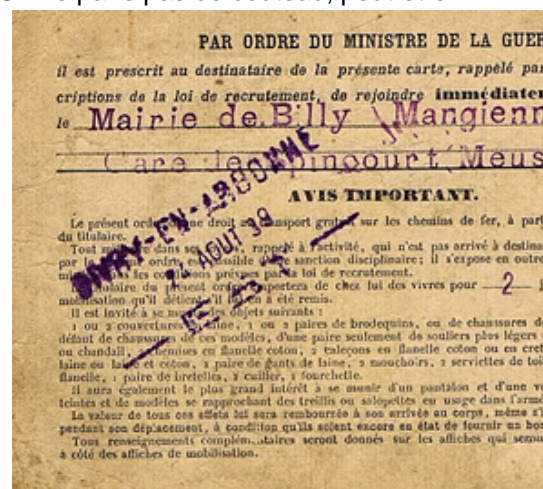 PAR ORDRE DU MINISTRE DE LA GUER
il est prescrit au destinataire de la présente carte, rappelé par
criptions de la loi de recrutement, de rejoindre immédiatem
le Mairie de Billy Mangienn
Gare de Spincourt Meus
AVIS IMPORTANT.
Le présent ordre donne droit au transport gratuit sur les chemins de fer, à part
du titulaire.
Tout militaire dans ses foyers, rappelé à l'activité, qui n'est pas arrivé à destina
par le ordre, est passible d'une sanction disciplinaire; il s'expose en outre
les conditions prévues par la loi de recrutement.
titulaire du présent ordre apportera de chez lui des vivres pour 2 j
mobilisation qu'il détient s'il lui en a été remis.
Il est invité à se munir des objets suivants :
1 ou 2 couvertures laine, 1 ou 2 paires de brodequins, ou de chaussures d
défaut de chaussures de ces modèles, d'une paire seulement de souliers plus légers
ou chandail, chemises en flanelle coton, 2 caleçons en flanelle coton ou en cret
laine ou laine et coton, 1 paire de gants de laine, 2 mouchoirs, 2 serviettes de toil
flanelle, 1 paire de bretelles, 1 cuiller, 1 fourchette.
Il aura également le plus grand intérêt à se munir d'un pantalon et d'une v
teintes et de modèles se rapprochant des treillis ou salopettes en usage dans l'armé
La valeur de tous ces effets lui sera remboursée à son arrivée au corps, même s'i
pendant son déplacement, à condition qu'ils soient encore en état de fournir un bo
Tous renseignements complémentaires seront donnés sur les affiches qui seron
à côté des affiches de mobilisation.
24 AOUT 39